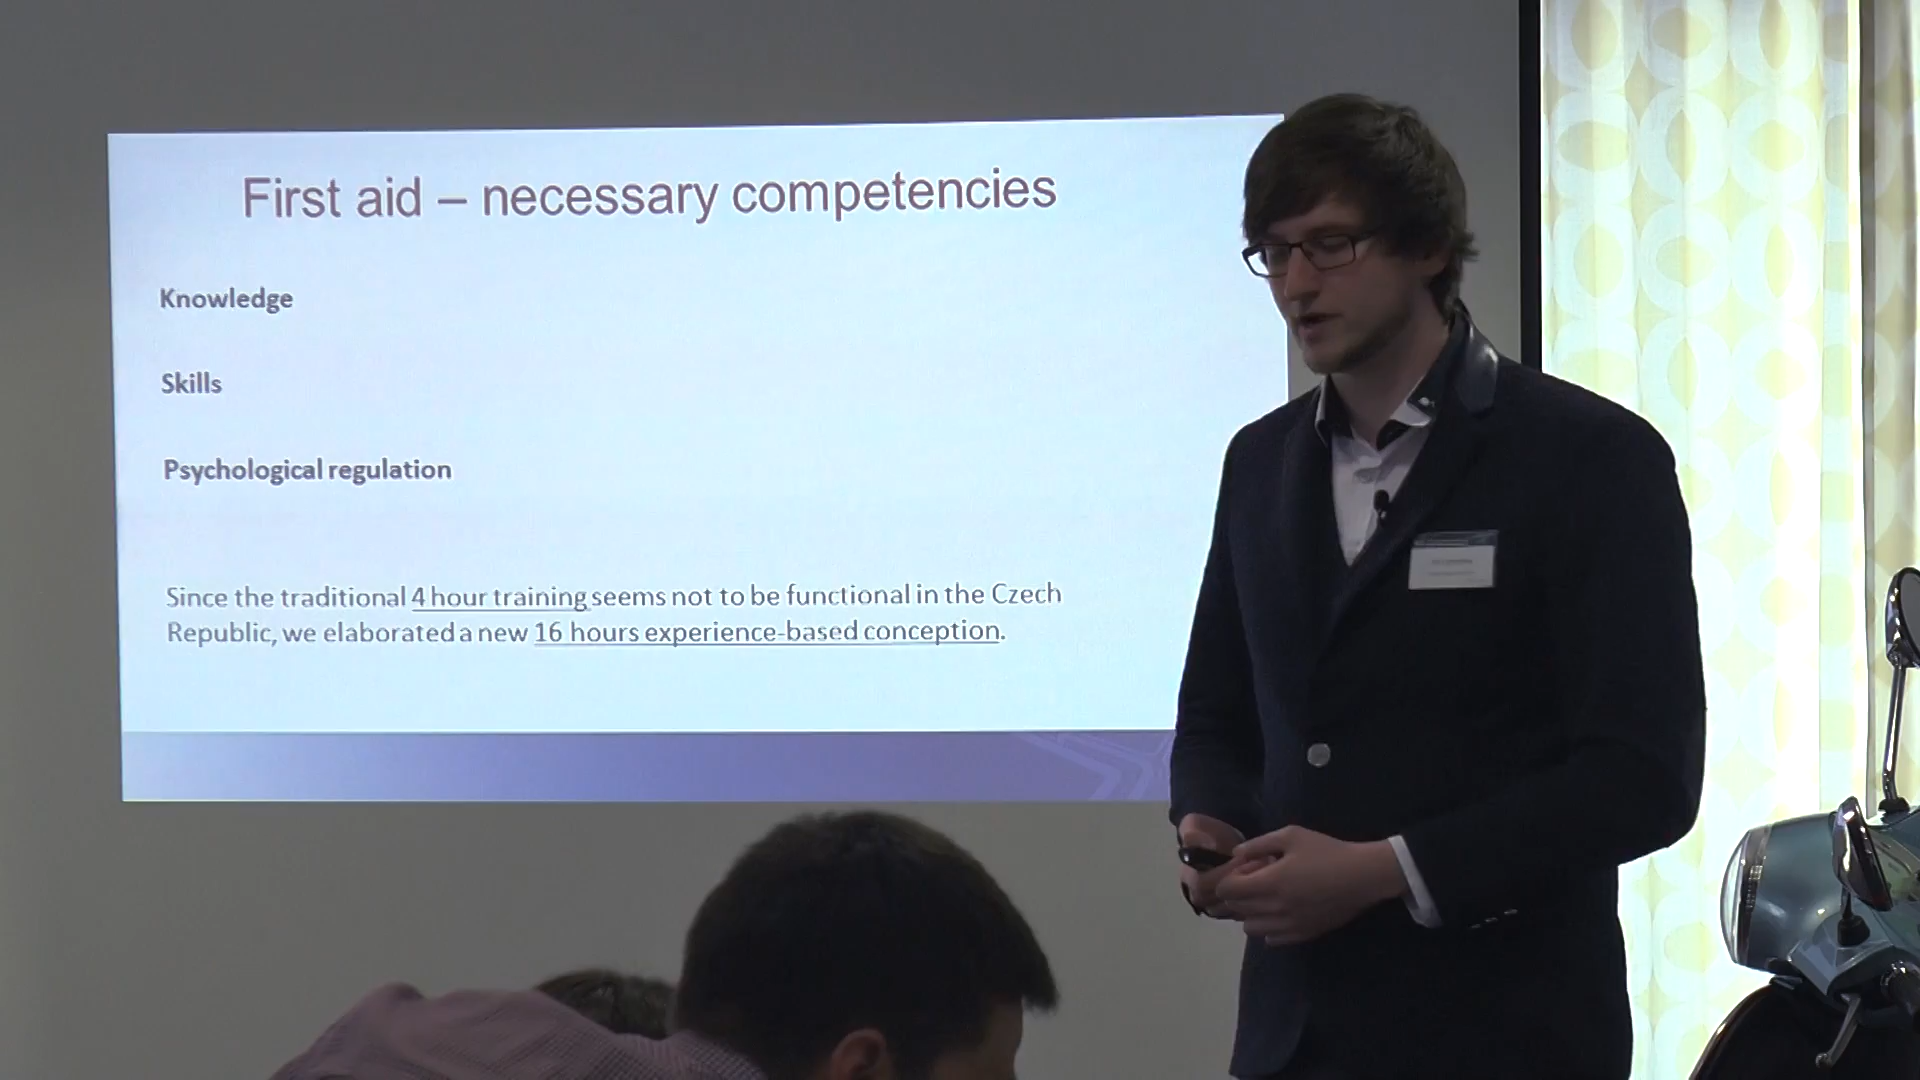 First aid – necessary competencies
Knowledge
Skills
Psychological regulation
Since the traditional 4 hour training seems not to be functional in the Czech
Republic, we elaborated a new 16 hours experience-based conception.